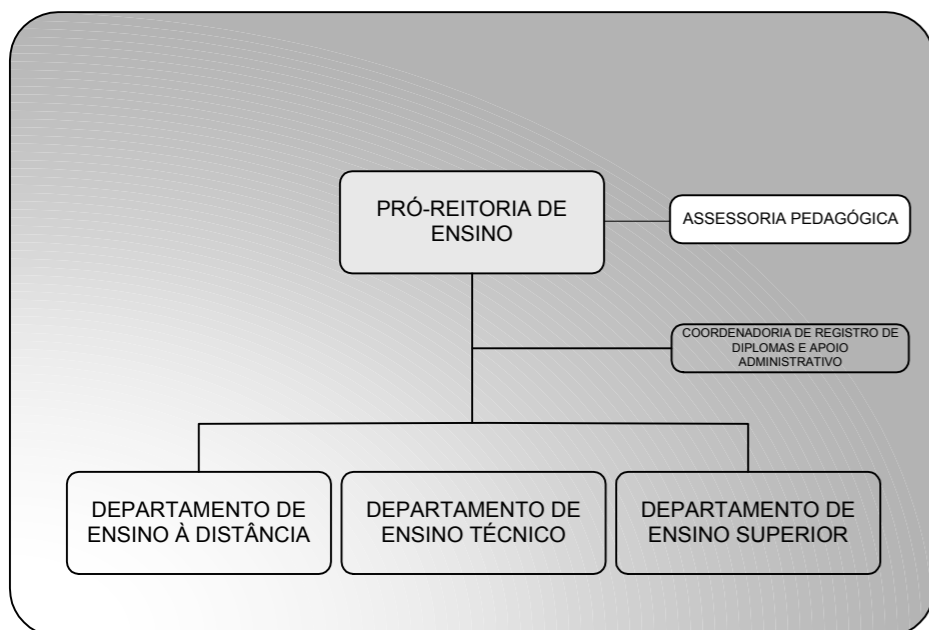 PRÓ-REITORIA DE
ENSINO
ASSESSORIA PEDAGÓGICA
COORDENADORIA DE REGISTRO DE
DIPLOMAS E APOIO
ADMINISTRATIVO
DEPARTAMENTO DE
ENSINO À DISTÂNCIA
DEPARTAMENTO DE
ENSINO TÉCNICO
DEPARTAMENTO DE
ENSINO SUPERIOR